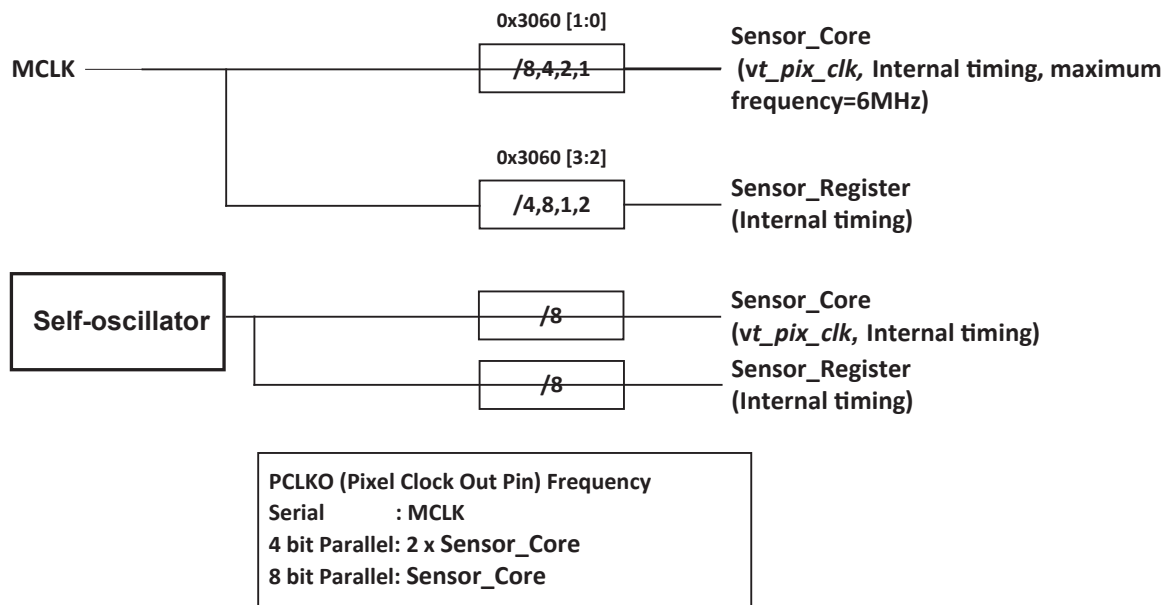 0x3060 [1:0]
MCLK
/8,4,2,1
Sensor_Core
(vt_pix_clk, Internal timing, maximum
frequency=6MHz)
0x3060 [3:2]
/4,8,1,2
Sensor_Register
(Internal timing)
Self-oscillator
/8
Sensor_Core
(vt_pix_clk, Internal timing)
/8
Sensor_Register
(Internal timing)
PCLKO (Pixel Clock Out Pin) Frequency
Serial : MCLK
4 bit Parallel: 2 x Sensor_Core
8 bit Parallel: Sensor_Core